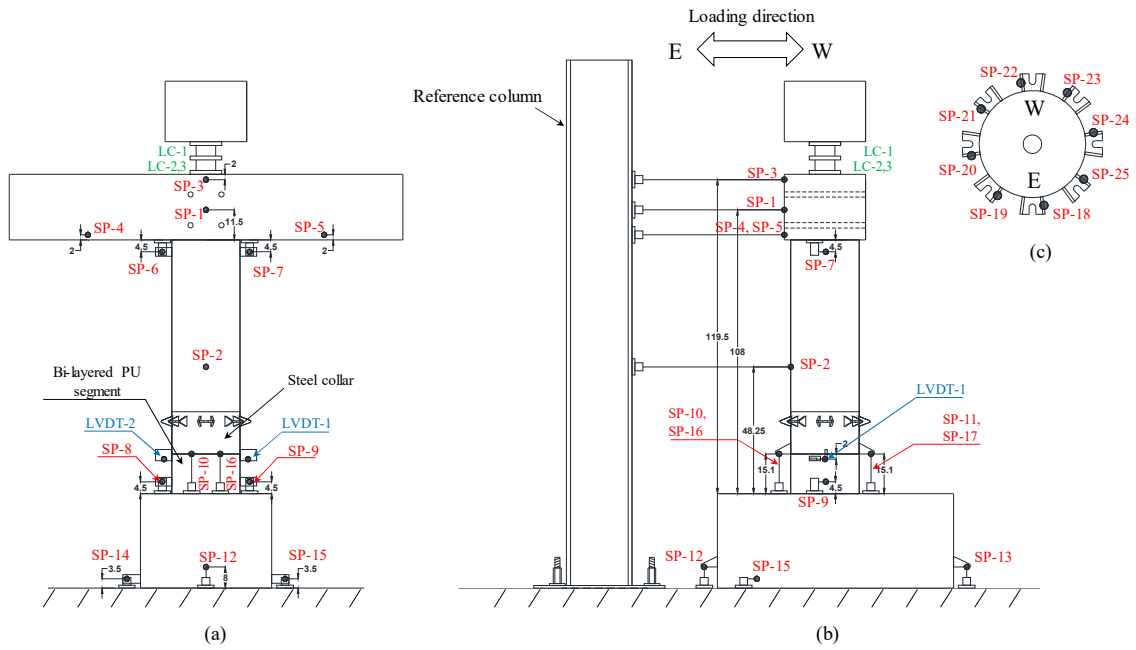 Loading direction
E
W
Reference column
LC-1
LC-2,3
2
SP-3
SP-1
11.5
SP-4
SP-5
2
2
4.5
4.5
SP-6
SP-7
SP-2
Bi-layered PU
segment
Steel collar
LVDT-2
LVDT-1
SP-8
SP-9
SP-10
SP-16
4.5
4.5
SP-14
SP-12
SP-15
3.5
8
3.5
(a)
LC-1
LC-2,3
SP-3
SP-1
SP-4, SP-5
4.5
SP-7
119.5
108
SP-2
48.25
LVDT-1
SP-10,
SP-16
SP-11,
SP-17
2
15.1
15.1
4.5
SP-9
SP-12
SP-15
SP-13
(b)
SP-22
SP-23
W
SP-21
SP-24
SP-20
SP-25
E
SP-19
SP-18
(c)